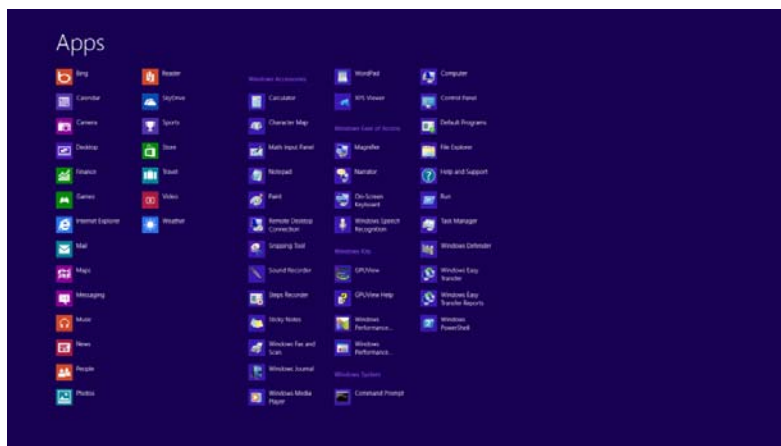 Apps
Bing
Calendar
Camera
Desktop
Finance
Games
Internet Explorer
Mail
Maps
Messaging
Music
News
People
Photos
Reader
SkyDrive
Sports
Store
Travel
Video
Weather
Windows Accessories
Calculator
Character Map
Math Input Panel
Notepad
Paint
Remote Desktop
Connection
Snipping Tool
Sound Recorder
Steps Recorder
Sticky Notes
Windows Fax and
Scan
Windows Journal
Windows Media
Player
WordPad
XPS Viewer
Windows Ease of Access
Magnifier
Narrator
On-Screen
Keyboard
Windows Speech
Recognition
Windows Kits
GPUView
GPUView Help
Windows
Performance...
Windows
Performance...
Windows System
Command Prompt
Computer
Control Panel
Default Programs
File Explorer
Help and Support
Run
Task Manager
Windows Defender
Windows Easy
Transfer
Windows Easy
Transfer Reports
Windows
PowerShell